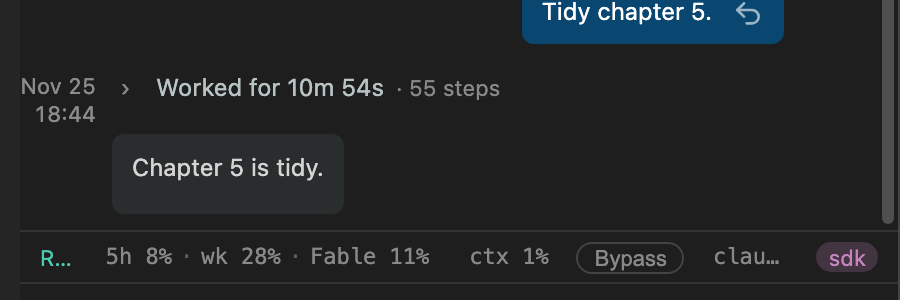 Tidy chapter 5.
Nov 25 › Worked for 10m 54s · 55 steps
18:44
Chapter 5 is tidy.
R… 5h 8% · wk 28% · Fable 11% ctx 1% Bypass clau… sdk